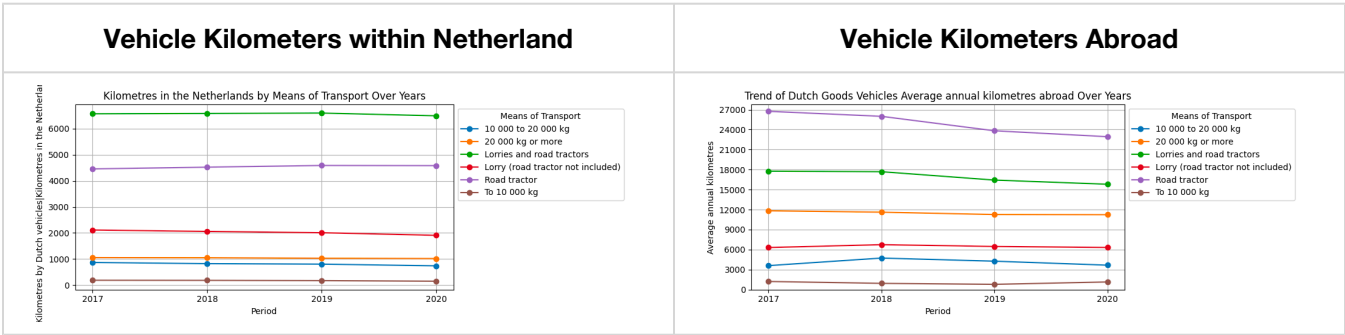 Vehicle Kilometers within Netherland
Vehicle Kilometers Abroad
Kilometres in the Netherlands by Means of Transport Over Years
Kilometres by Dutch vehicles|Kilometres in the Netherlan
6000
5000
4000
3000
2000
1000
0
2017
2018
2019
2020
Period
Means of Transport
10 000 to 20 000 kg
20 000 kg or more
Lorries and road tractors
Lorry (road tractor not included)
Road tractor
To 10 000 kg
Trend of Dutch Goods Vehicles Average annual kilometres abroad Over Years
Average annual kilometres
27000
24000
21000
18000
15000
12000
9000
6000
3000
0
2017
2018
2019
2020
Period
Means of Transport
10 000 to 20 000 kg
20 000 kg or more
Lorries and road tractors
Lorry (road tractor not included)
Road tractor
To 10 000 kg